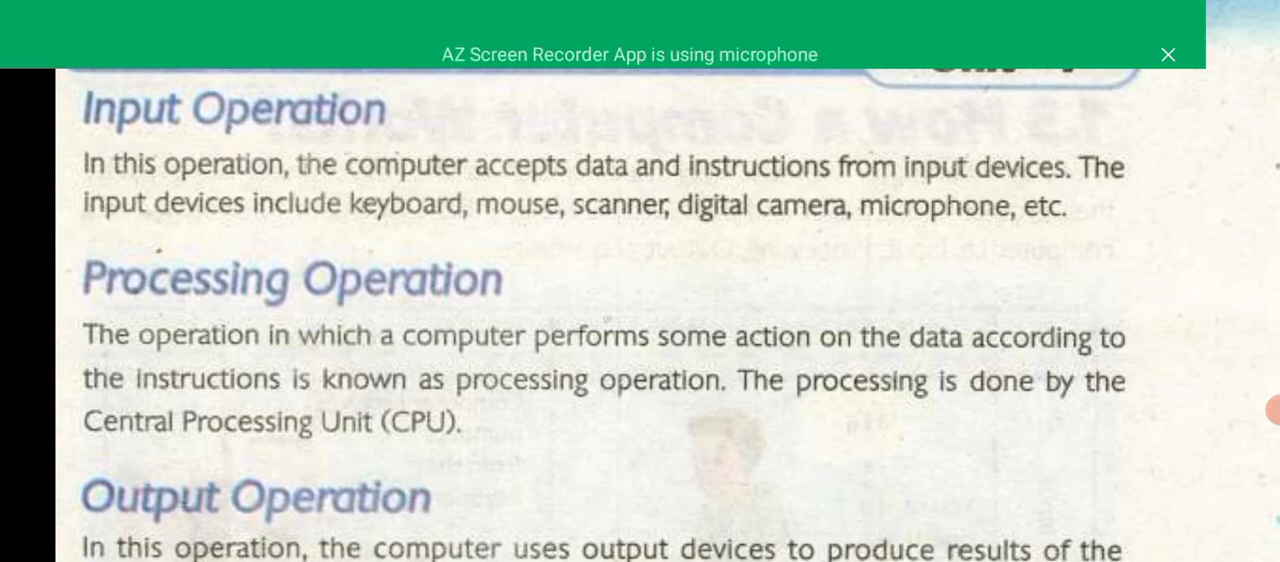 AZ Screen Recorder App is using microphone
Input Operation
In this operation, the computer accepts data and instructions from input devices. The
input devices include keyboard, mouse, scanner, digital camera, microphone, etc.
Processing Operation
The operation in which a computer performs some action on the data according to
the instructions is known as processing operation. The processing is done by the
Central Processing Unit (CPU).
Output Operation
In this operation, the computer uses output devices to produce results of the